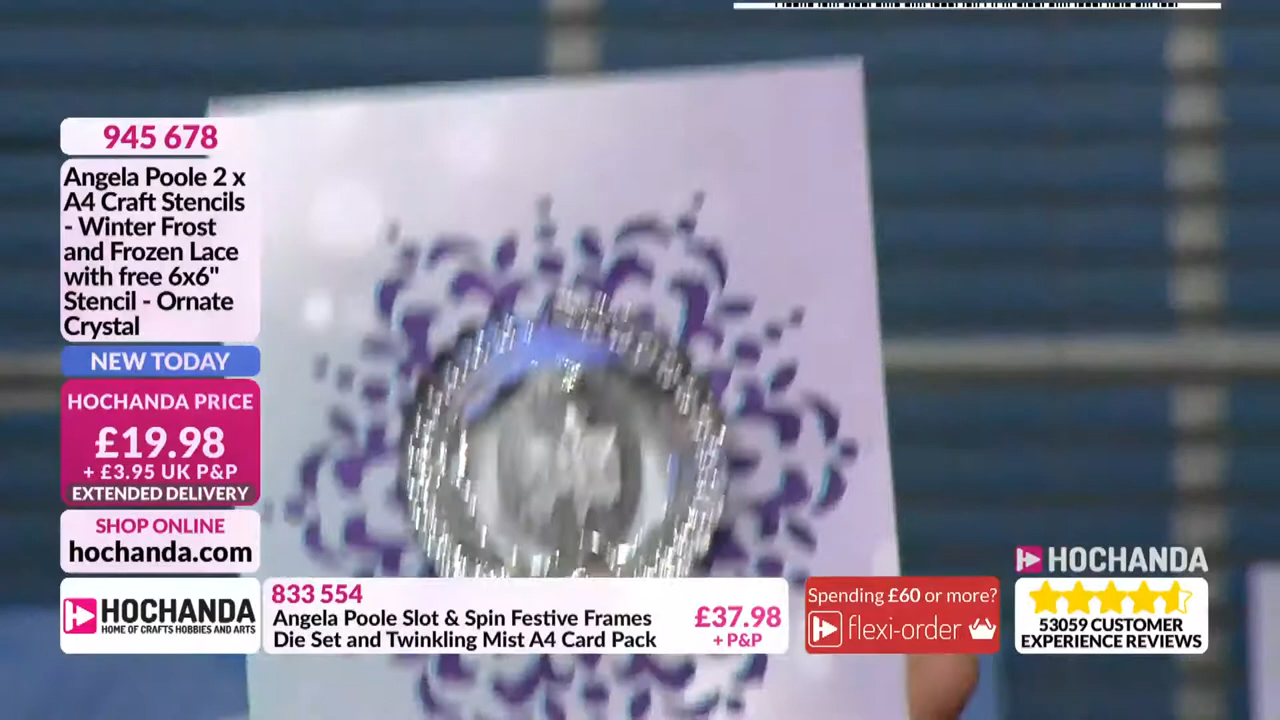 945 678
Angela Poole 2 x
A4 Craft Stencils
- Winter Frost
and Frozen Lace
with free 6x6"
Stencil - Ornate
Crystal
NEW TODAY
HOCHANDA PRICE
£19.98
+ £3.95 UK P&P
EXTENDED DELIVERY
SHOP ONLINE
hochanda.com
HOCHANDA
HOME OF CRAFTS HOBBIES AND ARTS
833 554
Angela Poole Slot & Spin Festive Frames
Die Set and Twinkling Mist A4 Card Pack
£37.98
+ P&P
Spending £60 or more?
flexi-order
HOCHANDA
53059 CUSTOMER
EXPERIENCE REVIEWS